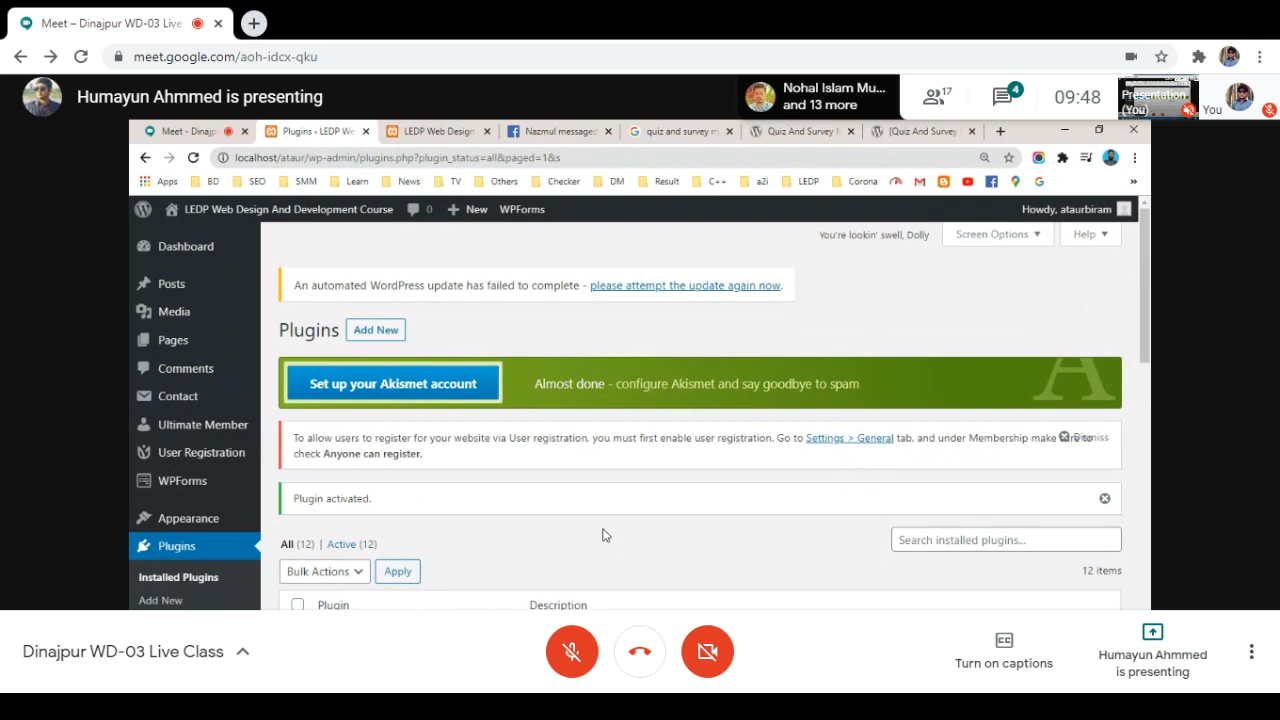 Meet – Dinajpur WD-03 Live
meet.google.com/aoh-idcx-qku
Humayun Ahmmed is presenting
Nohal Islam Mu...
and 13 more
17
4
09:48
Presentation
(You)
You
Meet - Dinajp
Plugins ‹ LEDP We
LEDP Web Design
Nazmul messaged
quiz and survey m
Quiz And Survey
[Quiz And Survey
localhost/ataur/wp-admin/plugins.php?plugin_status=all&paged=1&s
Apps
BD
SEO
SMM
Learn
News
TV
Others
Checker
DM
Result
C++
a2i
LEDP
Corona
LEDP Web Design And Development Course
0
New
WPForms
Howdy, ataurbiram
You're lookin' swell, Dolly
Screen Options
Help
Dashboard
Posts
Media
Pages
Comments
Contact
Ultimate Member
User Registration
WPForms
Appearance
Plugins
Installed Plugins
Add New
An automated WordPress update has failed to complete - please attempt the update again now.
Plugins
Add New
Set up your Akismet account
Almost done - configure Akismet and say goodbye to spam
A
To allow users to register for your website via User registration, you must first enable user registration. Go to Settings > General tab, and under Membership make sure to
Dismiss
check Anyone can register.
Plugin activated.
All (12) | Active (12)
Search installed plugins...
Bulk Actions
Apply
12 items
Plugin
Description
Dinajpur WD-03 Live Class
Turn on captions
Humayun Ahmmed
is presenting